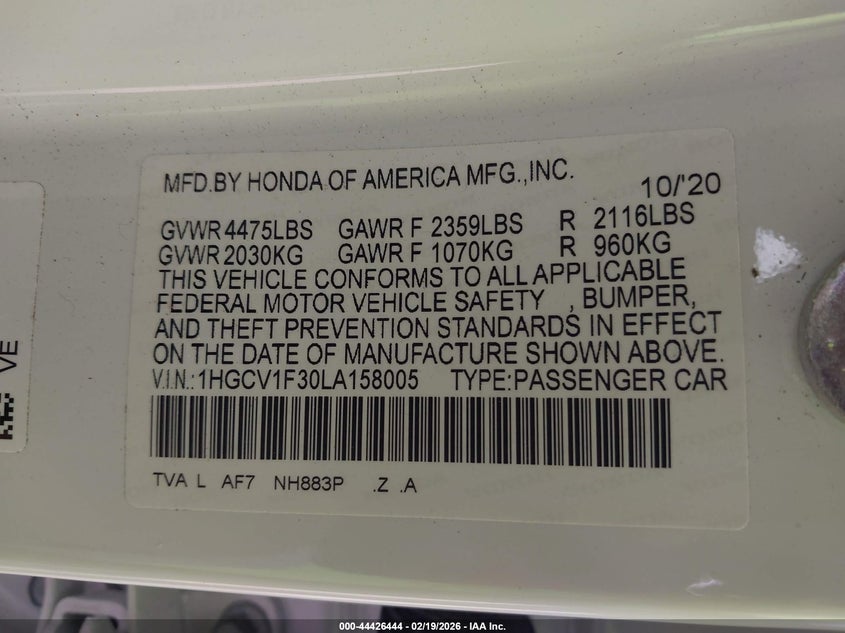 MFD.BY HONDA OF AMERICA MFG.,INC. 10/'20
GVWR 4475LBS GAWR F 2359LBS R 2116LBS
GVWR 2030KG GAWR F 1070KG R 960KG
THIS VEHICLE CONFORMS TO ALL APPLICABLE
FEDERAL MOTOR VEHICLE SAFETY , BUMPER,
AND THEFT PREVENTION STANDARDS IN EFFECT
ON THE DATE OF MANUFACTURE SHOWN ABOVE.
V.I.N.:1HGCV1F30LA158005 TYPE:PASSENGER CAR
TVA L AF7 NH883P .Z .A
VE
000-44426444 - 02/19/2026 - IAA Inc.